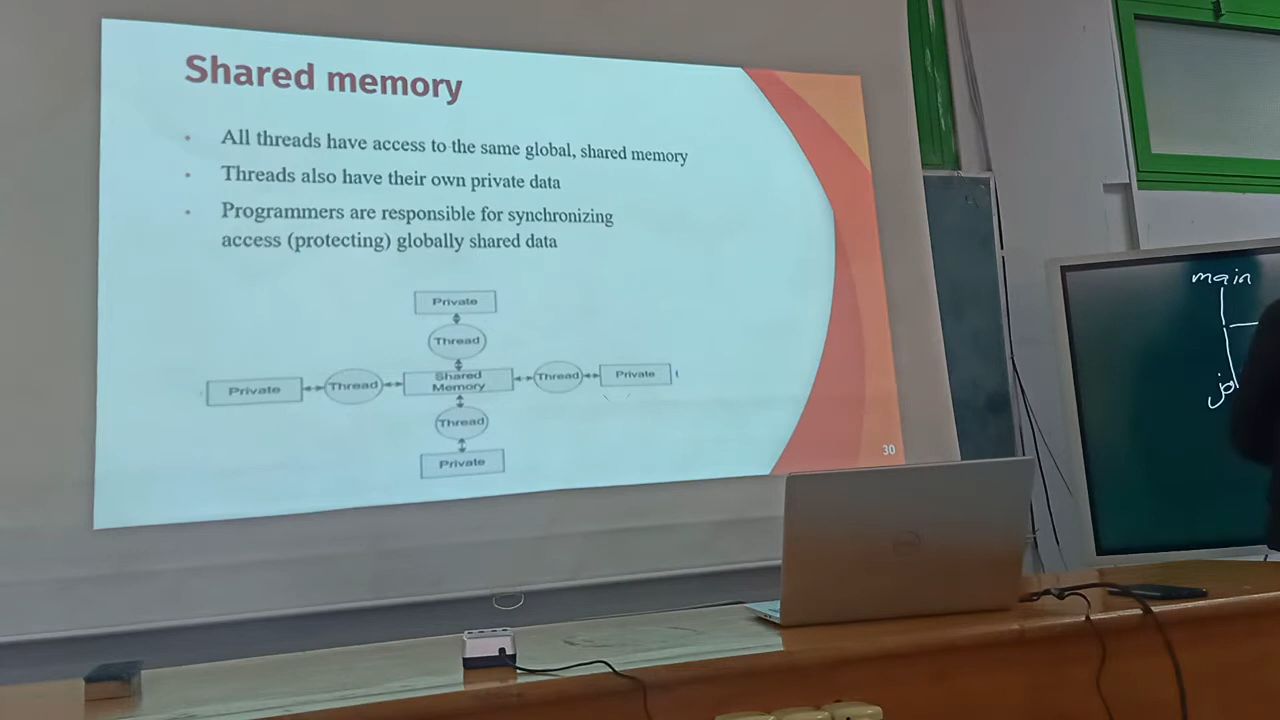 Shared memory
All threads have access to the same global, shared memory
Threads also have their own private data
Programmers are responsible for synchronizing
access (protecting) globally shared data
Private
Thread
Private
Thread
Shared
Memory
Thread
Private
Thread
Private
30
main